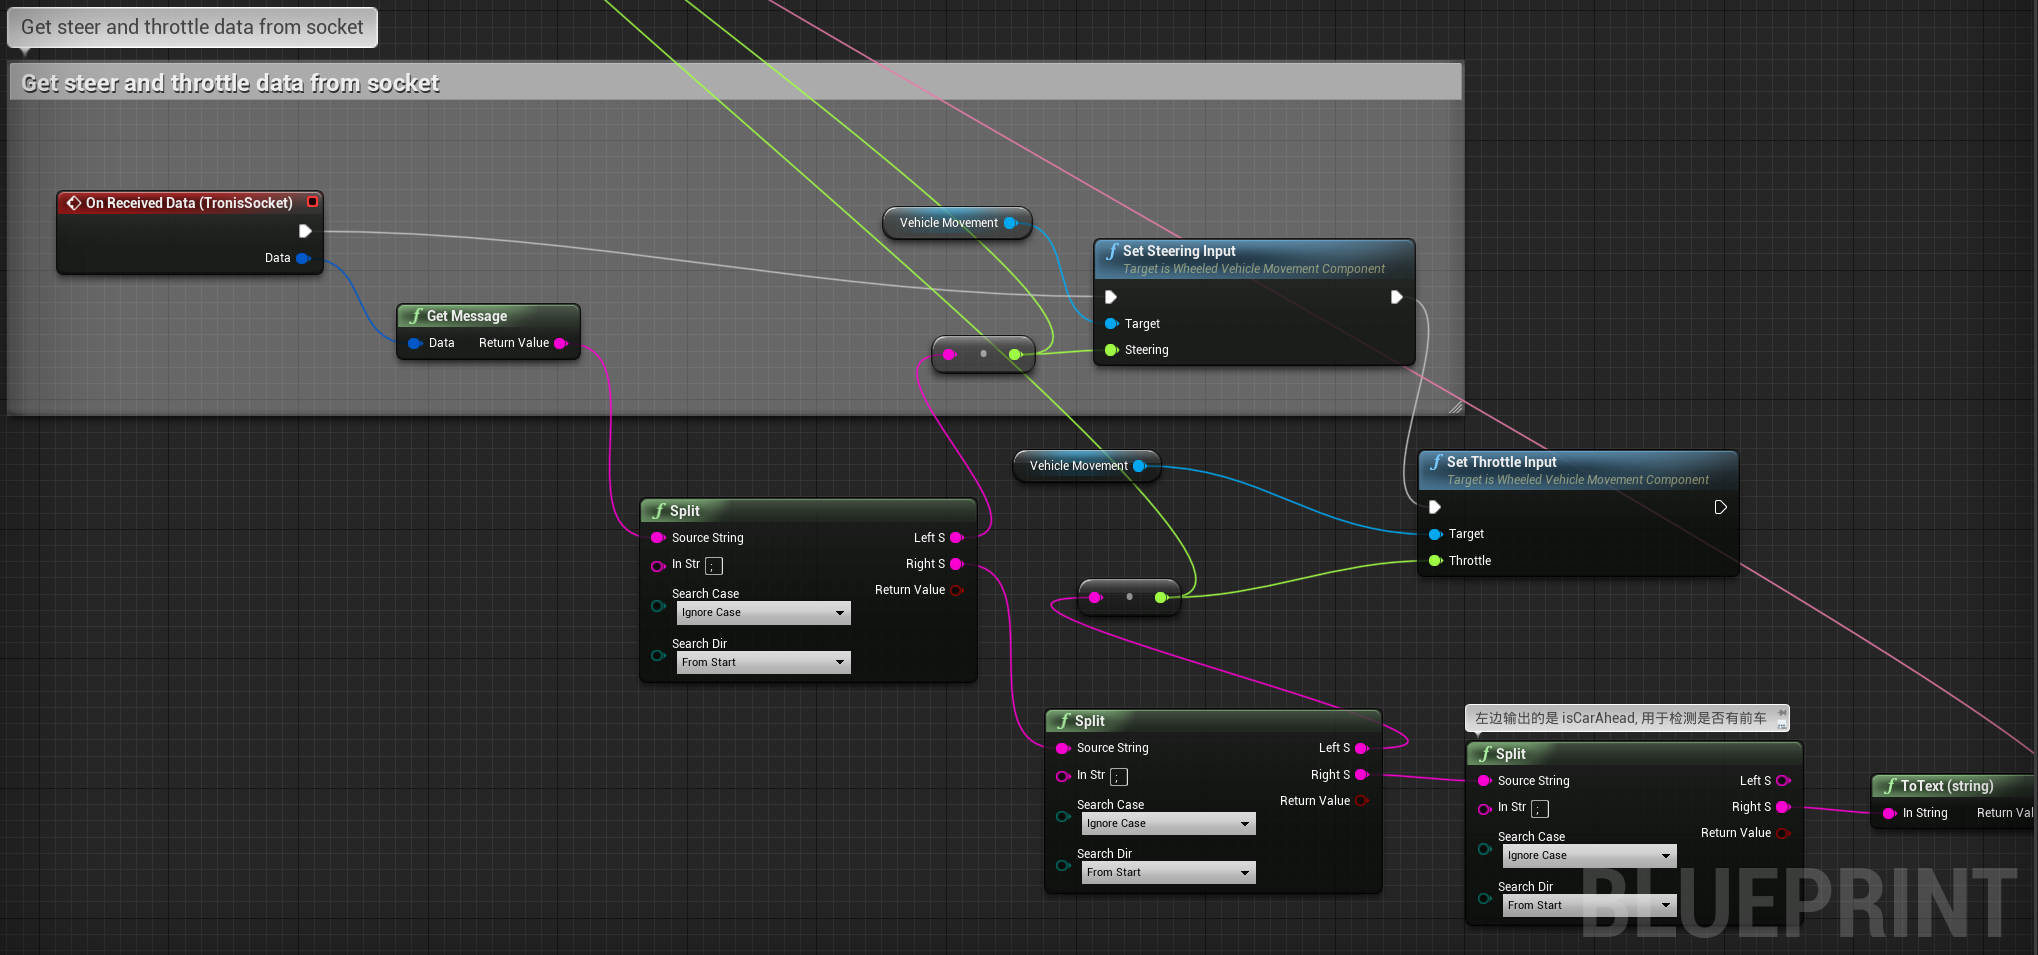 Get steer and throttle data from socket
Get steer and throttle data from socket
On Received Data (TronisSocket)
Data
f Get Message
Data Return Value
Vehicle Movement
f Set Steering Input
Target is Wheeled Vehicle Movement Component
Target
Steering
Vehicle Movement
f Set Throttle Input
Target is Wheeled Vehicle Movement Component
Target
Throttle
f Split
Source String Left S
In Str ; Right S
Return Value
Search Case
Ignore Case
Search Dir
From Start
f Split
Source String Left S
In Str ; Right S
Return Value
Search Case
Ignore Case
Search Dir
From Start
左边输出的是 isCarAhead, 用于检测是否有前车
f Split
Source String Left S
In Str ; Right S
Return Value
Search Case
Ignore Case
Search Dir
From Start
f ToText (string)
In String Return Val
BLUEPRINT